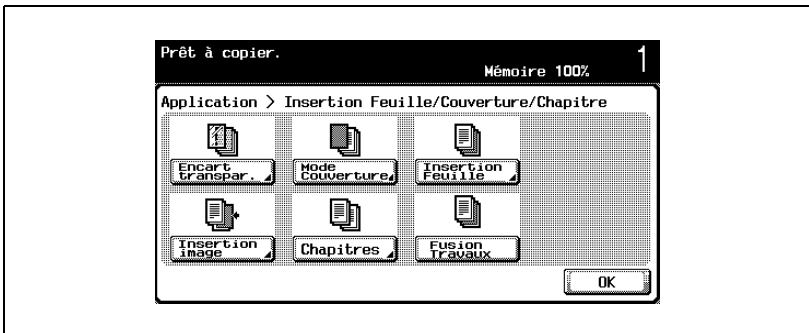 Prêt à copier.
Mémoire 100% 1
Application > Insertion Feuille/Couverture/Chapitre
Encart
transpar.
Mode
Couverture
Insertion
Feuille
Insertion
image
Chapitres
Fusion
Travaux
OK